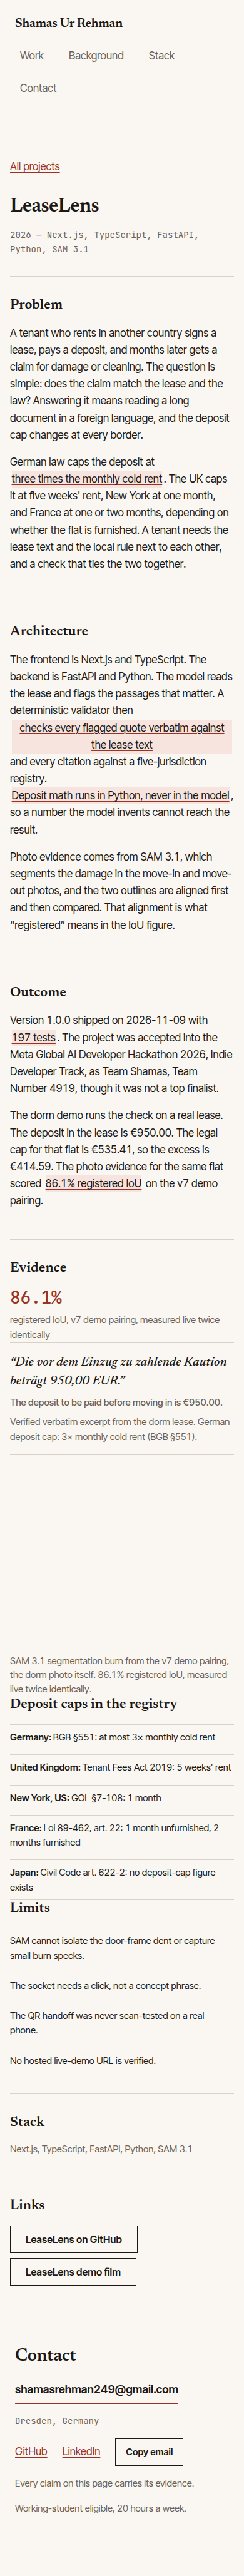 Shamas Ur Rehman
Work Background Stack
Contact
All projects
LeaseLens
2026 — Next.js, TypeScript, FastAPI,
Python, SAM 3.1
Problem
A tenant who rents in another country signs a
lease, pays a deposit, and months later gets a
claim for damage or cleaning. The question is
simple: does the claim match the lease and the
law? Answering it means reading a long
document in a foreign language, and the deposit
cap changes at every border.
German law caps the deposit at
three times the monthly cold rent. The UK caps
it at five weeks' rent, New York at one month,
and France at one or two months, depending on
whether the flat is furnished. A tenant needs the
lease text and the local rule next to each other,
and a check that ties the two together.
Architecture
The frontend is Next.js and TypeScript. The
backend is FastAPI and Python. The model reads
the lease and flags the passages that matter. A
deterministic validator then
checks every flagged quote verbatim against
the lease text
and every citation against a five-jurisdiction
registry.
Deposit math runs in Python, never in the model,
so a number the model invents cannot reach the
result.
Photo evidence comes from SAM 3.1, which
segments the damage in the move-in and move-
out photos, and the two outlines are aligned first
and then compared. That alignment is what
“registered” means in the IoU figure.
Outcome
Version 1.0.0 shipped on 2026-11-09 with
197 tests. The project was accepted into the
Meta Global AI Developer Hackathon 2026, Indie
Developer Track, as Team Shamas, Team
Number 4919, though it was not a top finalist.
The dorm demo runs the check on a real lease.
The deposit in the lease is €950.00. The legal
cap for that flat is €535.41, so the excess is
€414.59. The photo evidence for the same flat
scored 86.1% registered IoU on the v7 demo
pairing.
Evidence
86.1%
registered IoU, v7 demo pairing, measured live twice
identically
“Die vor dem Einzug zu zahlende Kaution
beträgt 950,00 EUR.”
The deposit to be paid before moving in is €950.00.
Verified verbatim excerpt from the dorm lease. German
deposit cap: 3× monthly cold rent (BGB §551).
SAM 3.1 segmentation burn from the v7 demo pairing,
the dorm photo itself. 86.1% registered IoU, measured
live twice identically.
Deposit caps in the registry
Germany: BGB §551: at most 3× monthly cold rent
United Kingdom: Tenant Fees Act 2019: 5 weeks' rent
New York, US: GOL §7-108: 1 month
France: Loi 89-462, art. 22: 1 month unfurnished, 2
months furnished
Japan: Civil Code art. 622-2: no deposit-cap figure
exists
Limits
SAM cannot isolate the door-frame dent or capture
small burn specks.
The socket needs a click, not a concept phrase.
The QR handoff was never scan-tested on a real
phone.
No hosted live-demo URL is verified.
Stack
Next.js, TypeScript, FastAPI, Python, SAM 3.1
Links
LeaseLens on GitHub
LeaseLens demo film
Contact
shamasrehman249@gmail.com
Dresden, Germany
GitHub LinkedIn Copy email
Every claim on this page carries its evidence.
Working-student eligible, 20 hours a week.